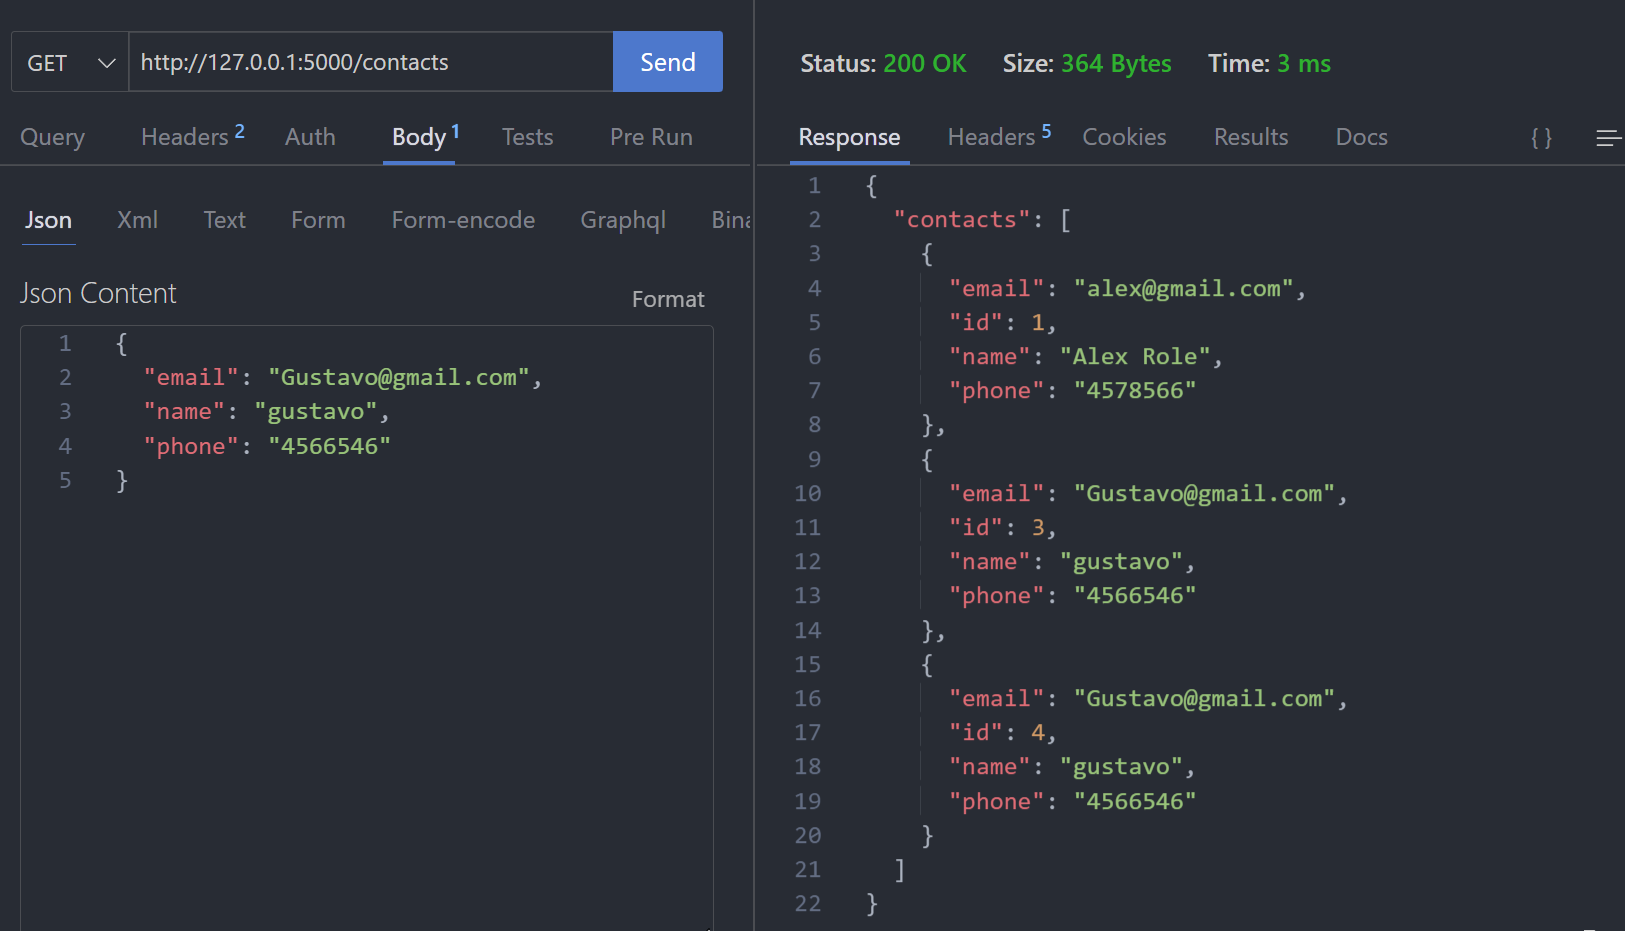 GET http://127.0.0.1:5000/contacts Send
Query Headers 2 Auth Body 1 Tests Pre Run
Json Xml Text Form Form-encode Graphql Bina
Json Content Format
1 {
2 "email": "Gustavo@gmail.com",
3 "name": "gustavo",
4 "phone": "4566546"
5 }
Status: 200 OK Size: 364 Bytes Time: 3 ms
Response Headers 5 Cookies Results Docs { }
1 {
2 "contacts": [
3 {
4 "email": "alex@gmail.com",
5 "id": 1,
6 "name": "Alex Role",
7 "phone": "4578566"
8 },
9 {
10 "email": "Gustavo@gmail.com",
11 "id": 3,
12 "name": "gustavo",
13 "phone": "4566546"
14 },
15 {
16 "email": "Gustavo@gmail.com",
17 "id": 4,
18 "name": "gustavo",
19 "phone": "4566546"
20 }
21 ]
22 }